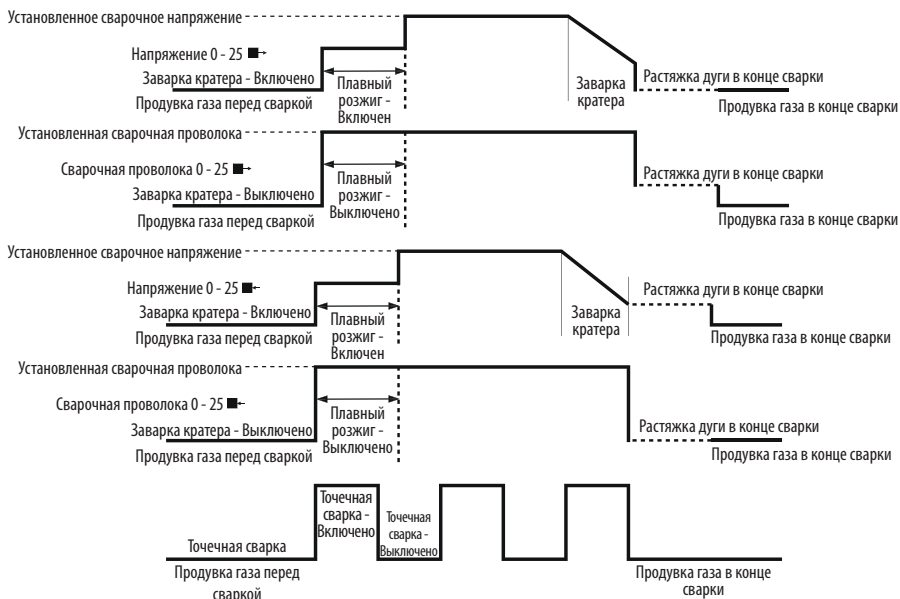 Установленное сварочное напряжение
Напряжение 0 - 25
Заварка кратера - Включено
Продувка газа перед сваркой
Плавный
розжиг -
Включен
Заварка
кратера
Растяжка дуги в конце сварки
Продувка газа в конце сварки
Установленная сварочная проволока
Сварочная проволока 0 - 25
Заварка кратера - Выключено
Продувка газа перед сваркой
Плавный
розжиг -
Выключено
Растяжка дуги в конце сварки
Продувка газа в конце сварки
Установленное сварочное напряжение
Напряжение 0 - 25
Заварка кратера - Включено
Продувка газа перед сваркой
Плавный
розжиг -
Включен
Заварка
кратера
Растяжка дуги в конце сварки
Продувка газа в конце сварки
Установленная сварочная проволока
Сварочная проволока 0 - 25
Заварка кратера - Выключено
Продувка газа перед сваркой
Плавный
розжиг -
Выключено
Растяжка дуги в конце сварки
Продувка газа в конце сварки
Точечная сварка
Продувка газа перед
сваркой
Точечная
сварка -
Включено
Точечная
сварка -
Выключено
Продувка газа в конце
сварки